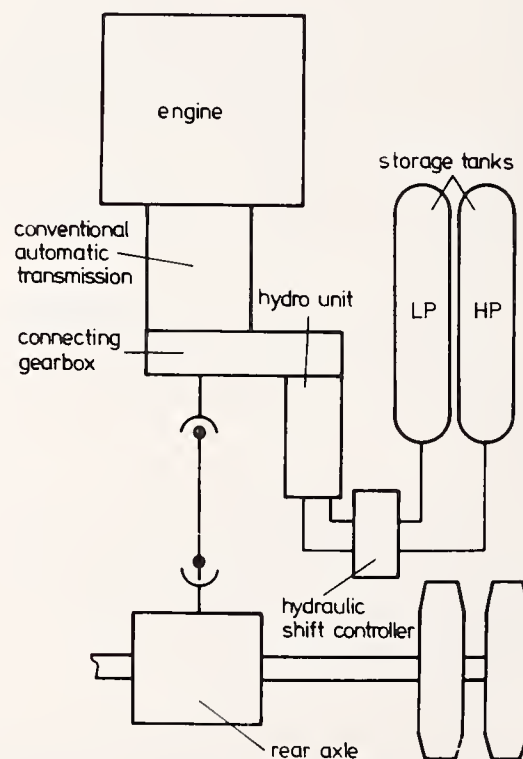 engine
storage tanks
conventional
automatic
transmission
hydro unit
LP
HP
connecting
gearbox
hydraulic
shift controller
rear axle